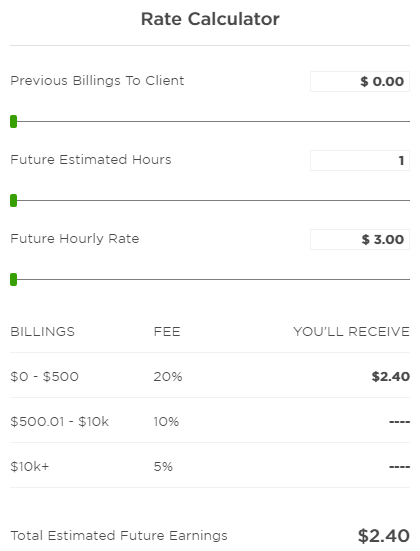 Rate Calculator
Previous Billings To Client $ 0.00
Future Estimated Hours 1
Future Hourly Rate $ 3.00
BILLINGS FEE YOU'LL RECEIVE
$0 - $500 20% $2.40
$500.01 - $10k 10% ----
$10k+ 5% ----
Total Estimated Future Earnings $2.40